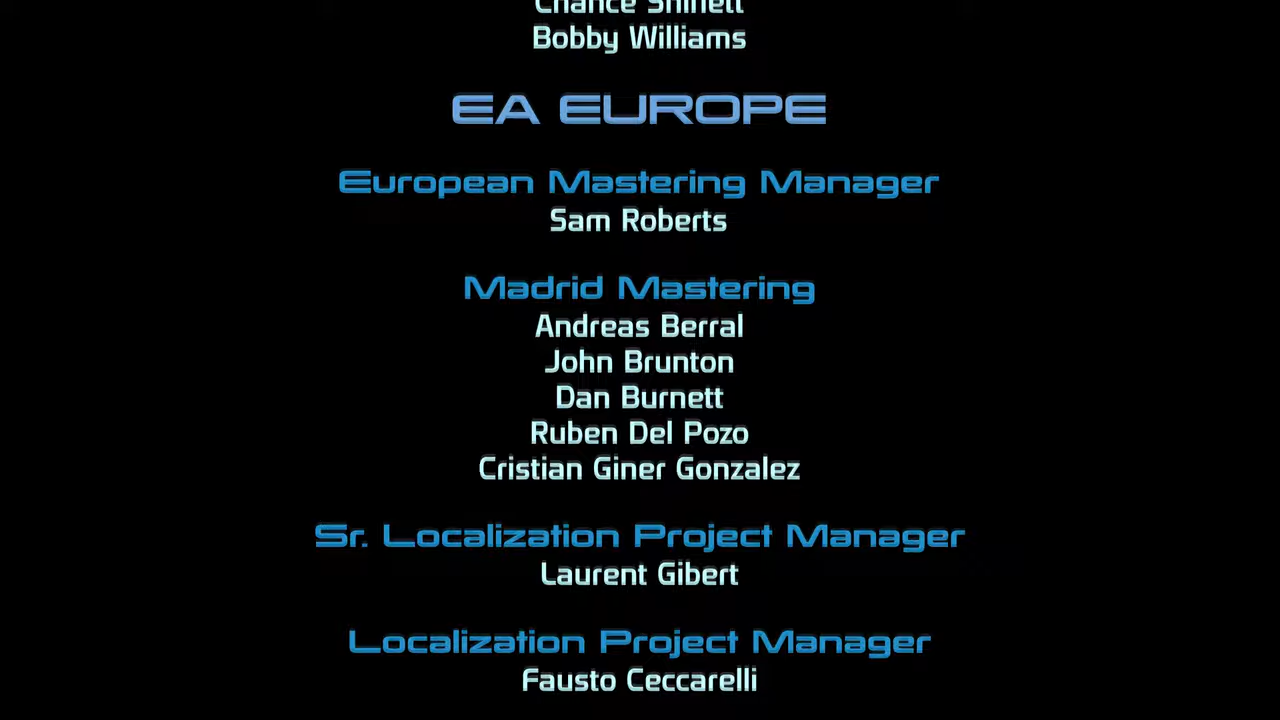 Chance
Bobby Williams
EA EUROPE
European Mastering Manager
Sam Roberts
Madrid Mastering
Andreas Berral
John Brunton
Dan Burnett
Ruben Del Pozo
Cristian Giner Gonzalez
Sr. Localization Project Manager
Laurent Gibert
Localization Project Manager
Fausto Ceccarelli